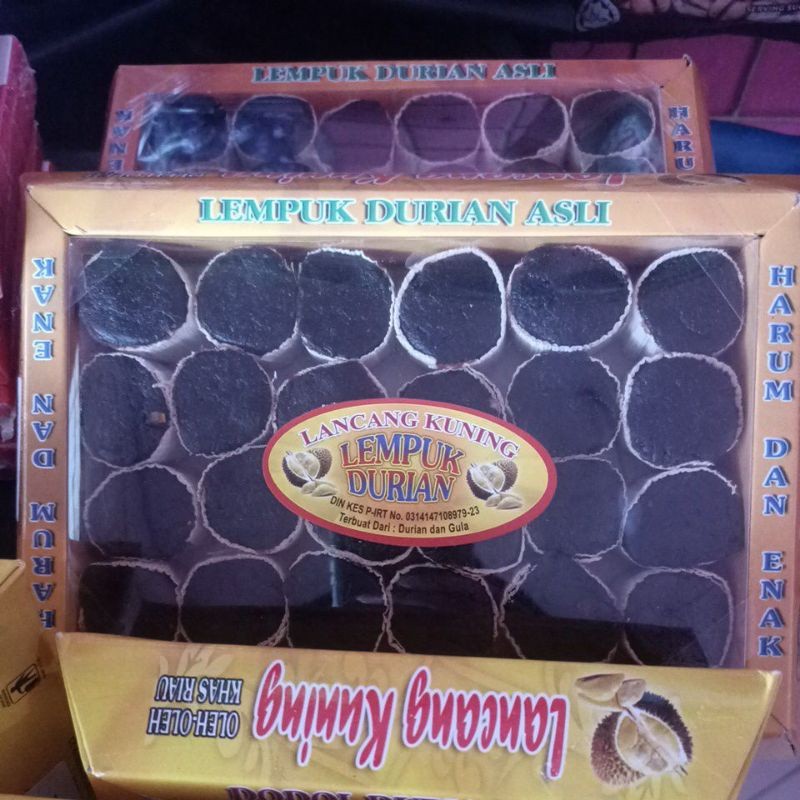 LEMPUK DURIAN ASLI
ENAK
HARU
LEMPUK DURIAN ASLI
HARUM DAN ENAK
HARUM DAN ENAK
LANCANG KUNING
LEMPUK
DURIAN
DIN KES P-IRT No. 0314147108979-23
Terbuat Dari : Durian dan Gula
Lancang Kuning
OLEH-OLEH
KHAS RIAU